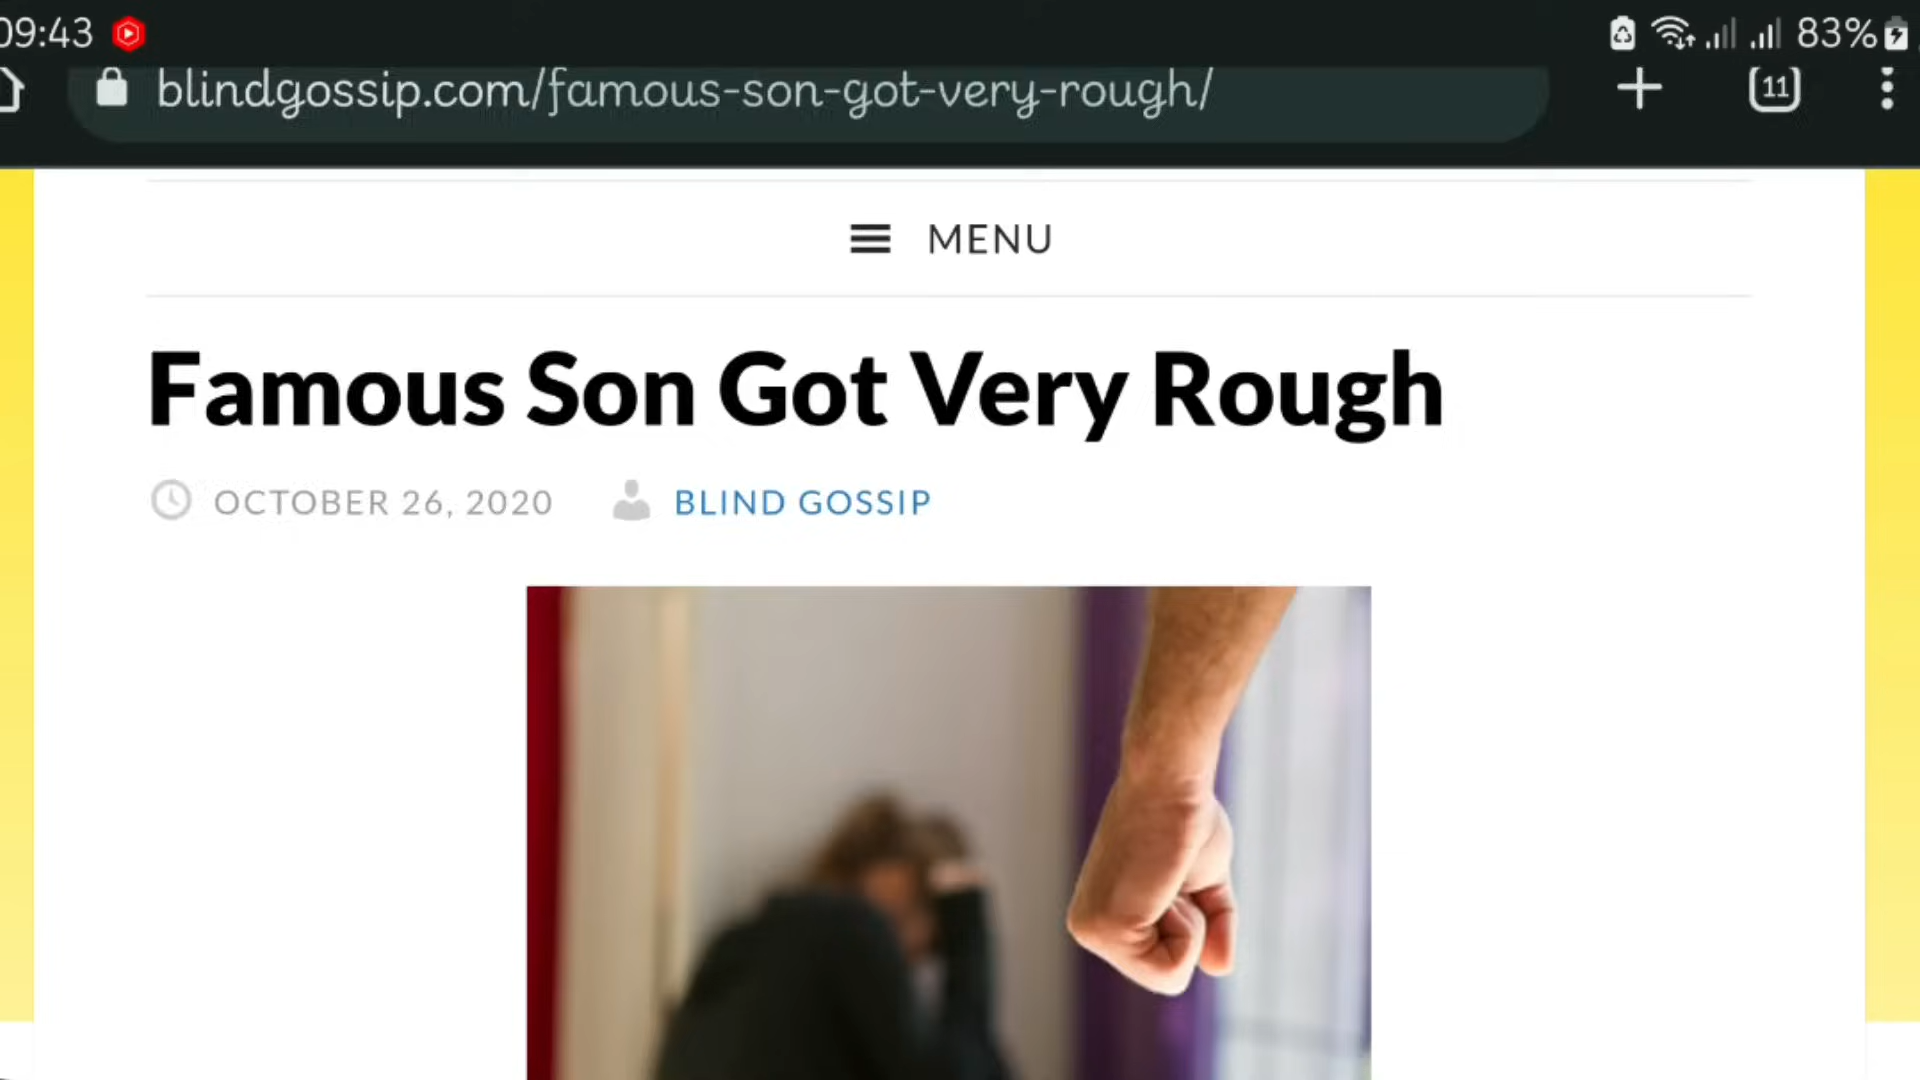 09:43 83%
blindgossip.com/famous-son-got-very-rough/ 11
MENU
Famous Son Got Very Rough
OCTOBER 26, 2020 BLIND GOSSIP